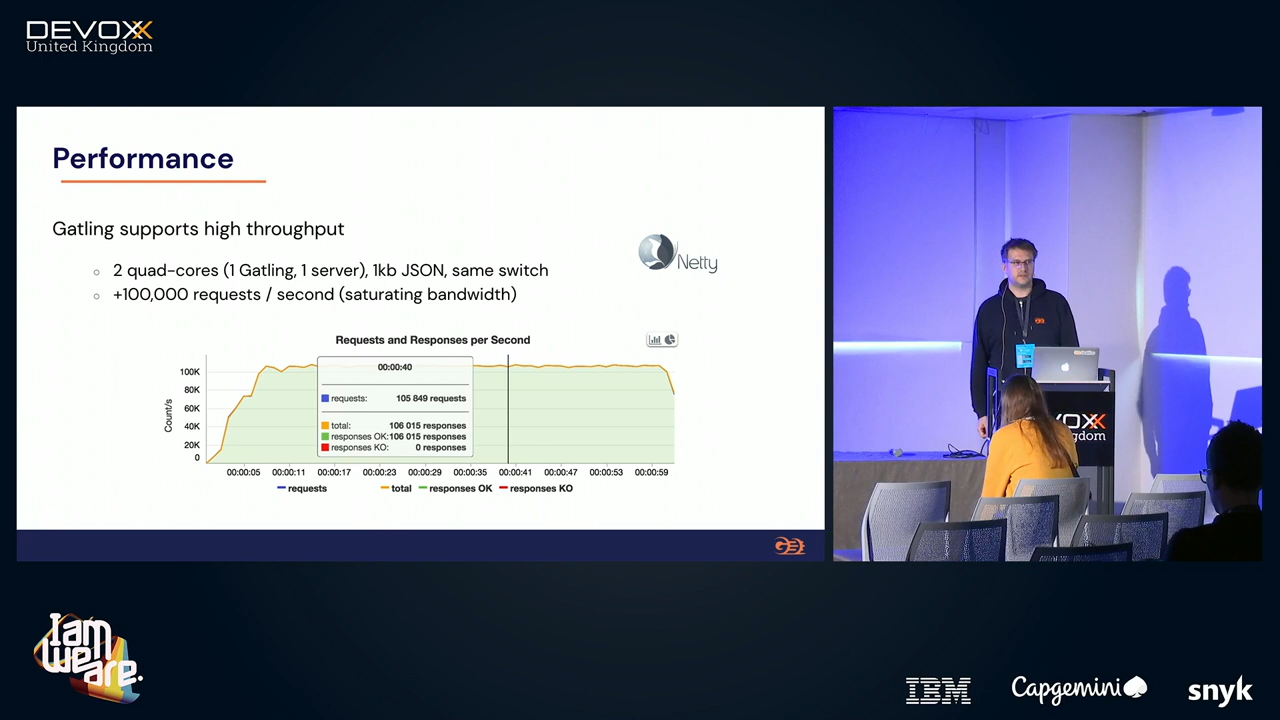 DEVOXX
United Kingdom
Performance
Gatling supports high throughput
2 quad-cores (1 Gatling, 1 server), 1kb JSON, same switch
+100,000 requests / second (saturating bandwidth)
Netty
Requests and Responses per Second
00:00:40
requests: 105 849 requests
total: 106 015 responses
responses OK: 106 015 responses
responses KO: 0 responses
Count/s
100K
80K
60K
40K
20K
0
00:00:05 00:00:11 00:00:17 00:00:23 00:00:29 00:00:35 00:00:41 00:00:47 00:00:53 00:00:59
requests total responses OK responses KO
I am
We are.
IBM
Capgemini
snyk